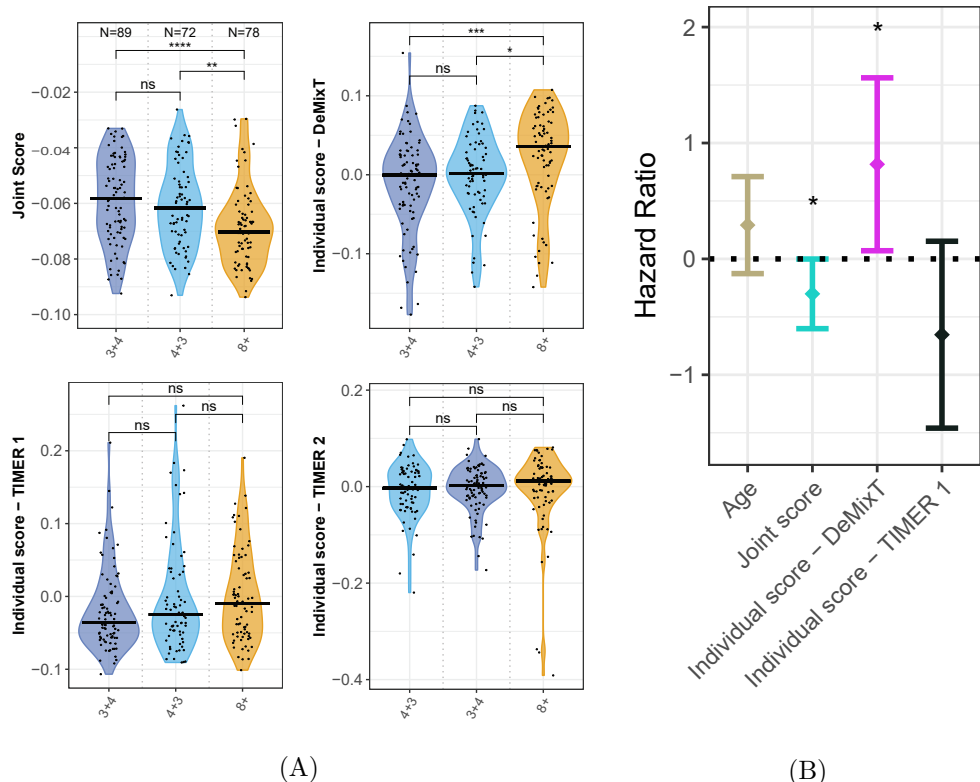 Joint Score
N=89 N=72 N=78
****
**
ns
−0.02
−0.04
−0.06
−0.08
−0.10
3+4
4+3
8+
Individual score − DeMixT
***
*
ns
0.1
0.0
−0.1
3+4
4+3
8+
Individual score − TIMER 1
ns
ns
ns
0.2
0.1
0.0
−0.1
3+4
4+3
8+
Individual score − TIMER 2
ns
ns
ns
0.2
0.0
−0.2
−0.4
4+3
3+4
8+
(A)
Hazard Ratio
2
1
0
−1
*
*
Age
Joint score
Individual score − DeMixT
Individual score − TIMER 1
(B)